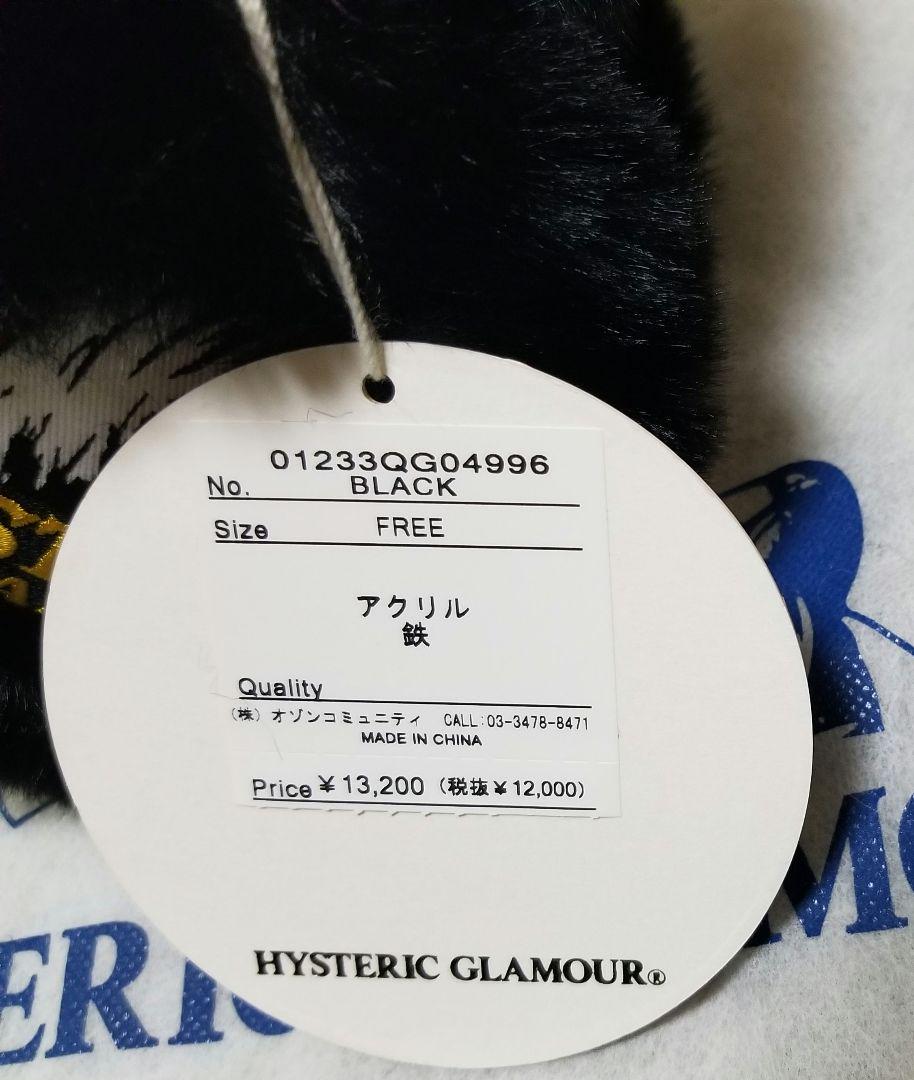 01233QG04996
No. BLACK
Size FREE
アクリル
鉄
Quality
(株) オゾンコミュニティ CALL:03-3478-8471
MADE IN CHINA
Price ¥13,200 (税抜¥12,000)
HYSTERIC GLAMOUR®